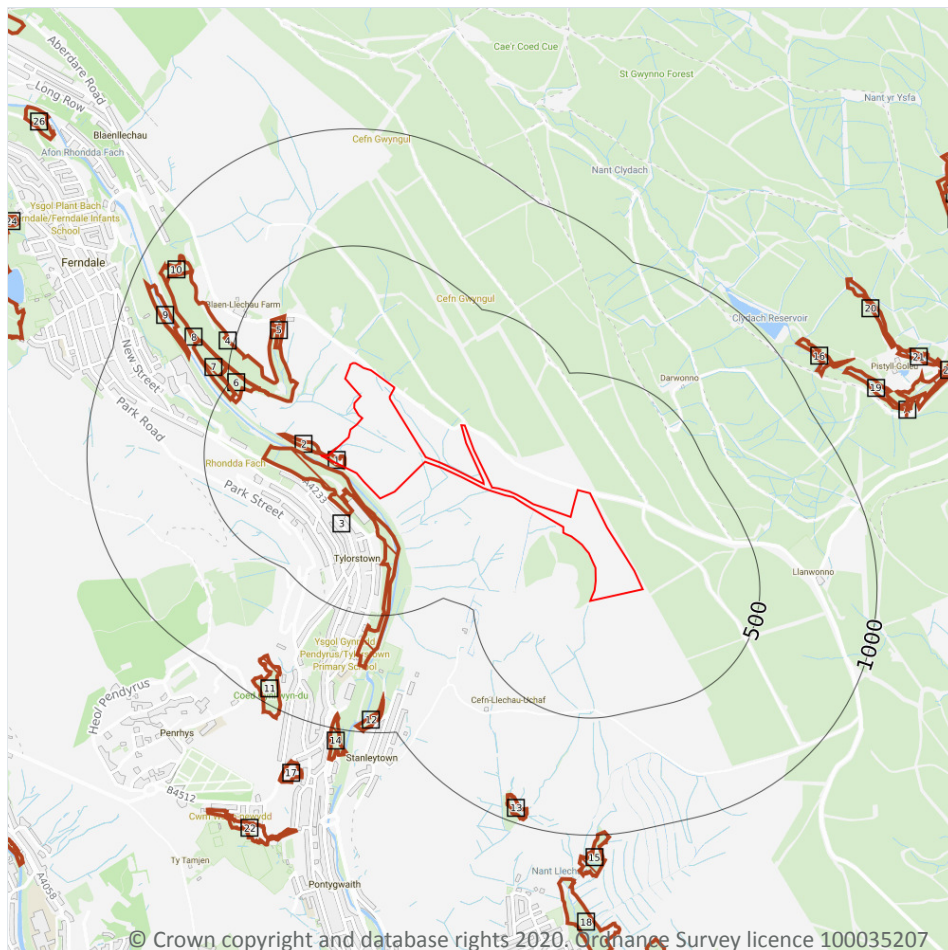 Cae'r Coed Cue
Aberdare Road
St Gwynno Forest
Long Row
Nant yr Ysfa
26
Blaenllechau
Cefn Gwyngul
Afon Rhondda Fach
Nant Clydach
Ysgol Plant Bach
Ferndale/Ferndale Infants
School
24
Ferndale
10
Cefn Gwyngul
Blaen-Llechau Farm
20
9
Clydach Reservoir
5
8
4
New Street
16
21
Pistyll Goleu
7
Darwonno
6
19
Park Road
2
1
Rhondda Fach
A4233
Park Street
3
Tylorstown
Llanwonno
500
1000
Ysgol Gynradd
Pendyrus/Tylorstown
Primary School
11
Heol Pendyrus
Cefn-Llechau-Uchaf
12
Penrhys
14
Stanleytown
17
B4512
13
22
Ty Tamjen
15
Nant Llechau
A4058
Pontygwaith
18
© Crown copyright and database rights 2020. Ordnance Survey licence 100035207